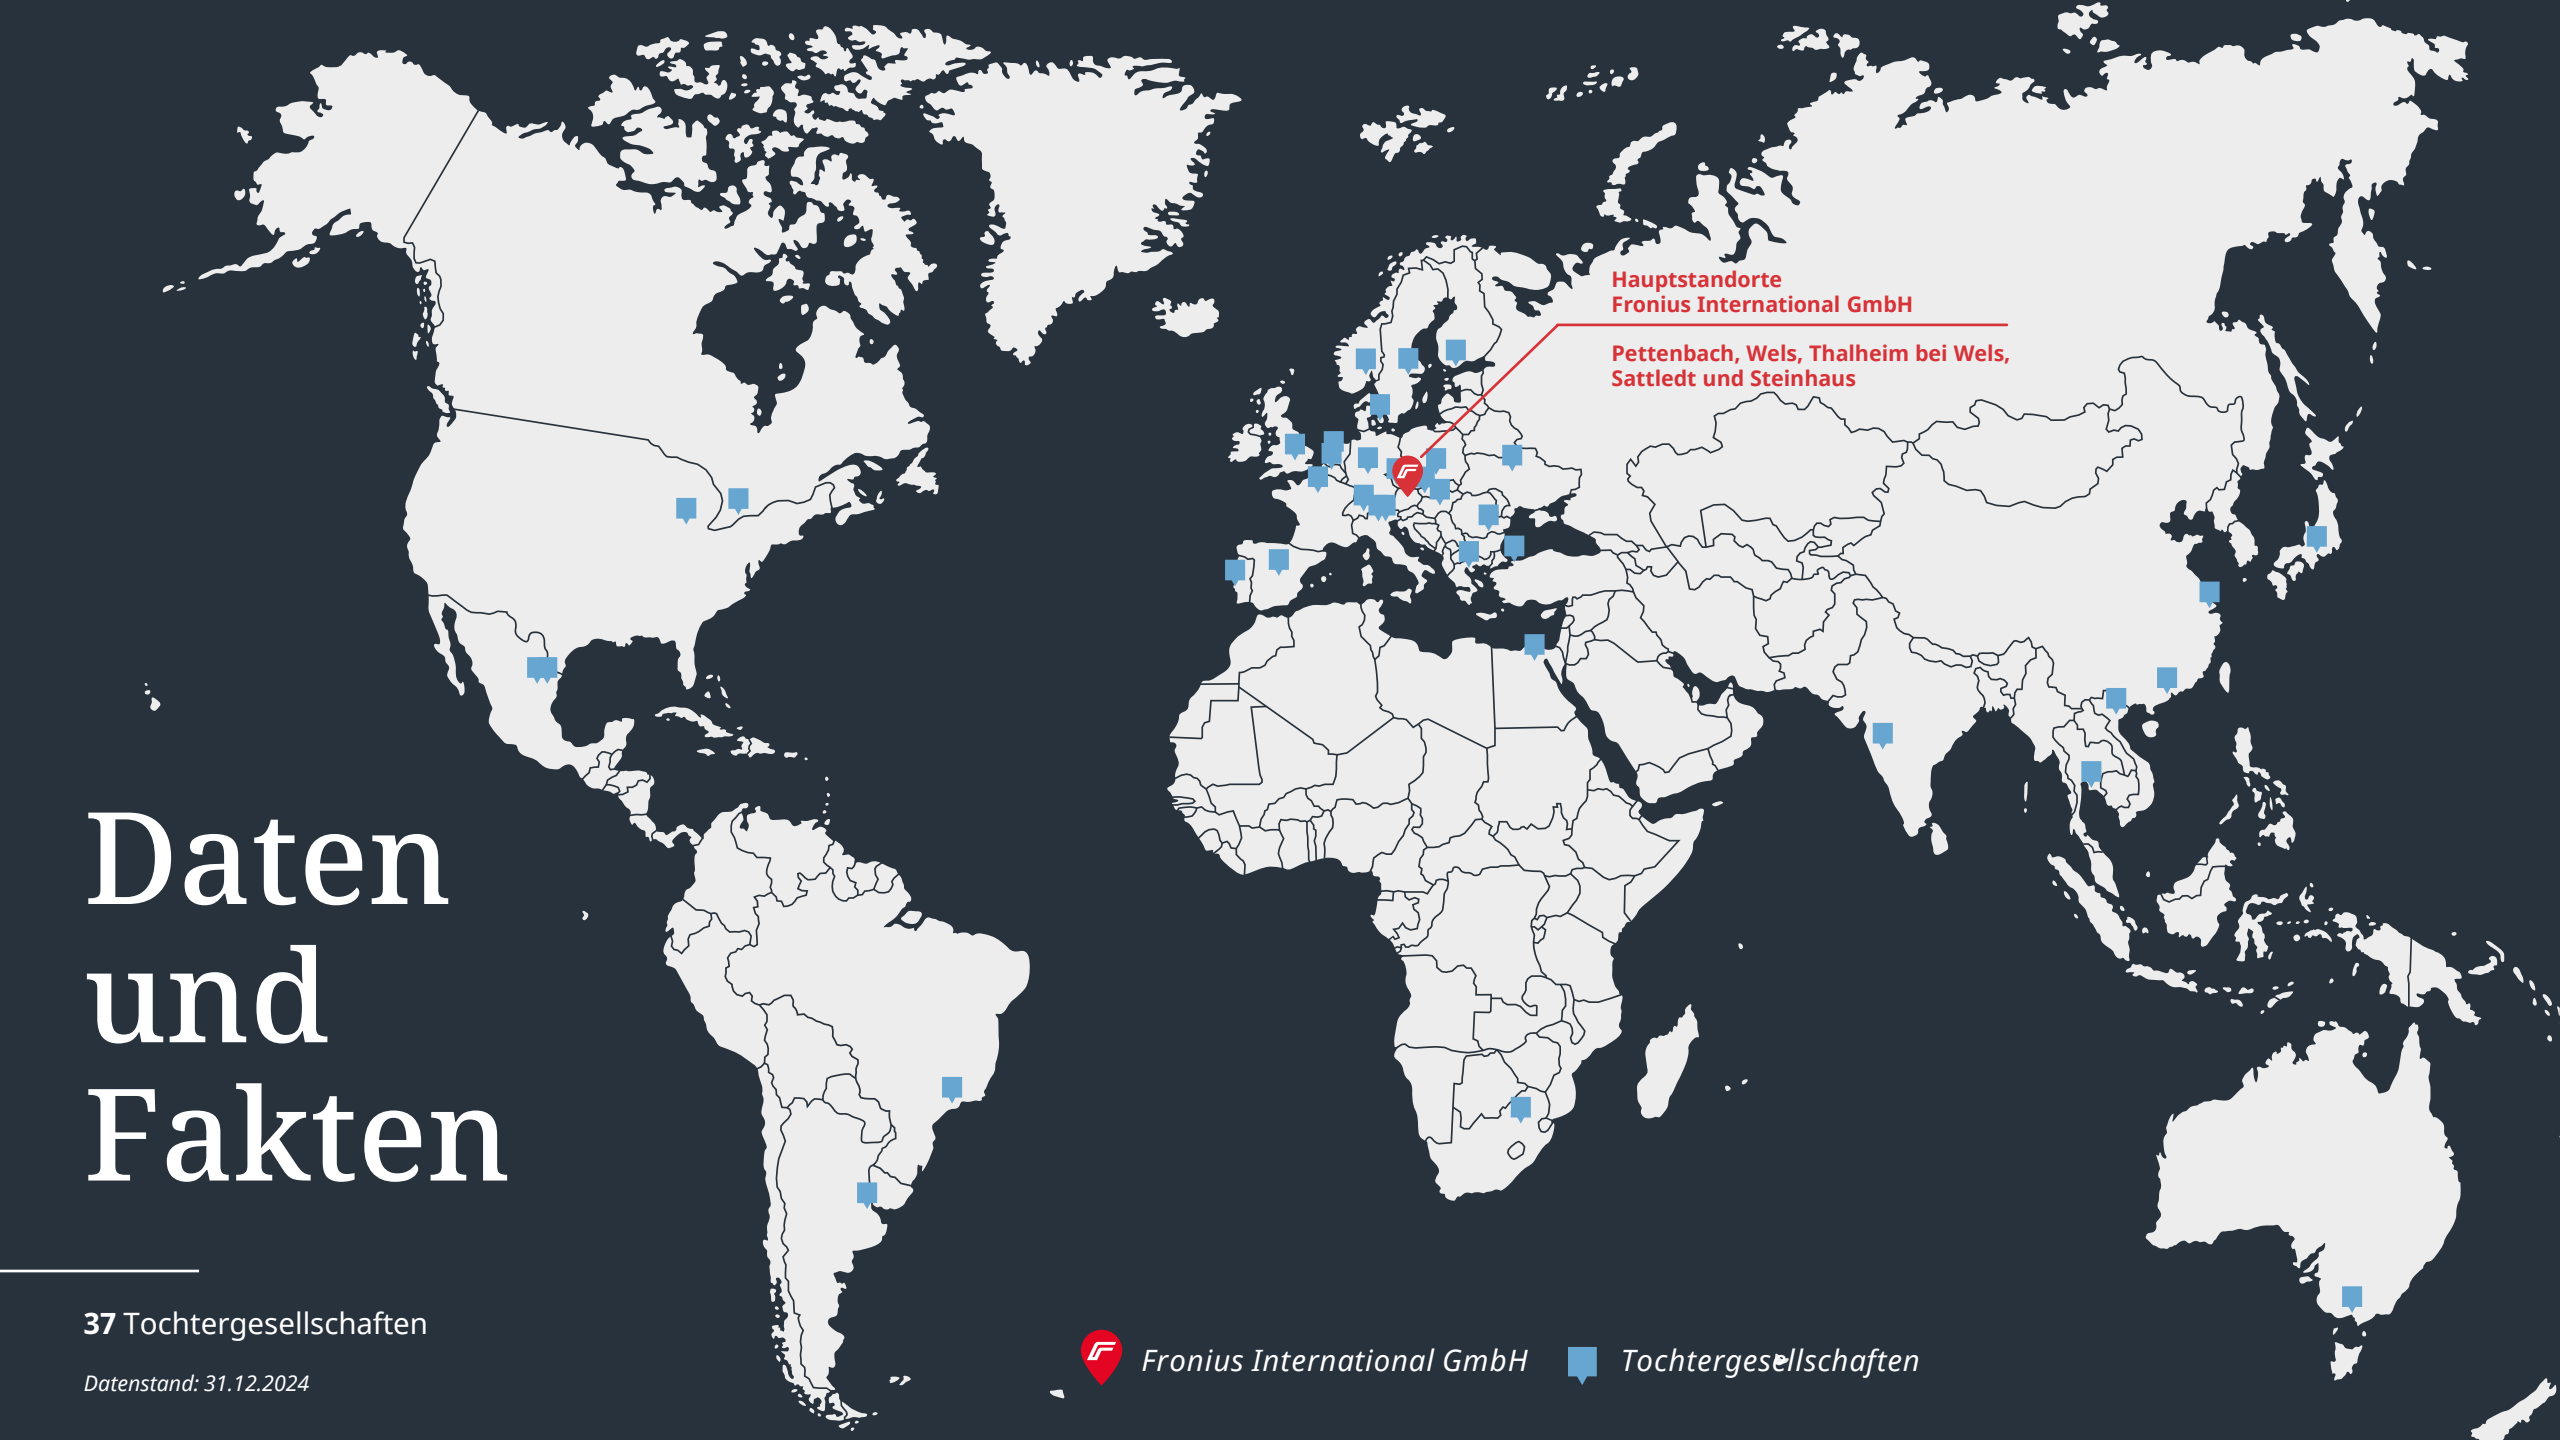 Hauptstandorte
Fronius International GmbH
Pettenbach, Wels, Thalheim bei Wels,
Sattledt und Steinhaus
Daten
und
Fakten
37 Tochtergesellschaften
Datenstand: 31.12.2024
Fronius International GmbH
Tochtergesellschaften